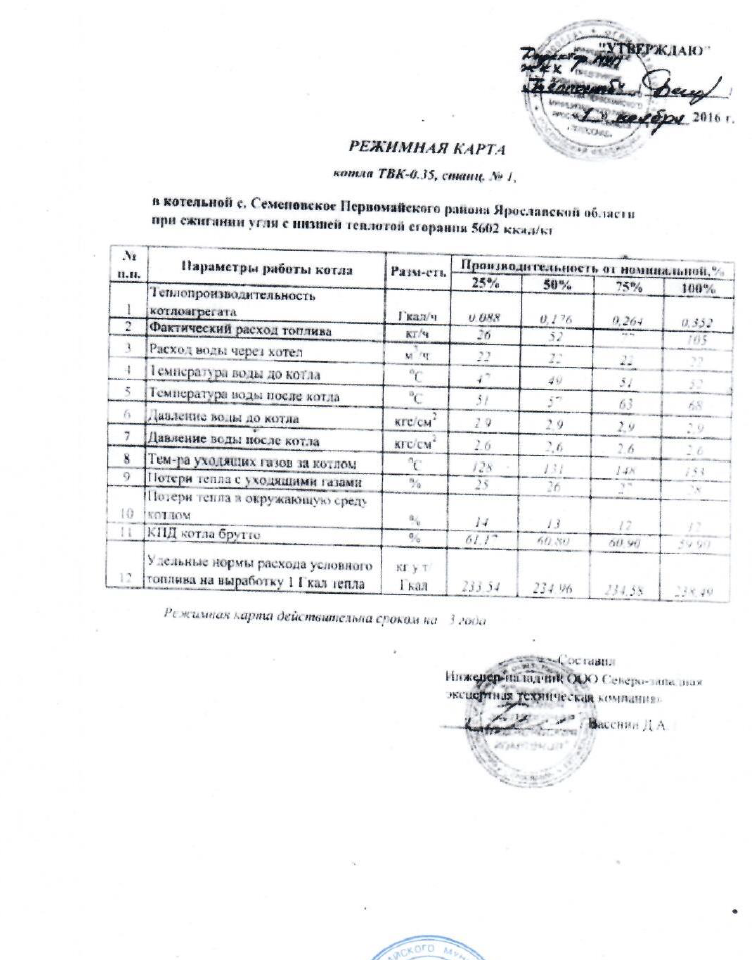 "УТВЕРЖДАЮ"
Директор МУП
ЖКХ
1 ноября 2016 г.
РЕЖИМНАЯ КАРТА
котла ТВК-0.35, станц. № 1,
в котельной с. Семеновское Первомайского района Ярославской области
при сжигании угля с низшей теплотой сгорания 5602 ккал/кг
№ п.п. Параметры работы котла Разм-сть Производительность от номинальной,%
25% 50% 75% 100%
1 Теплопроизводительность котлоагрегата Гкал/ч 0,088 0,176 0,264 0,352
2 Фактический расход топлива кг/ч 26 52 105
3 Расход воды через котел м³/ч 22 22 22 22
4 Температура воды до котла °С 47 49 51 52
5 Температура воды после котла °С 51 57 63 68
6 Давление воды до котла кгс/см² 2,9 2,9 2,9 2,9
7 Давление воды после котла кгс/см² 2,6 2,6 2,6 2,6
8 Тем-ра уходящих газов за котлом °С 128 131 148 153
9 Потери тепла с уходящими газами % 25 26 27 28
10 Потери тепла в окружающую среду котлом % 14 13 12 12
11 КПД котла брутто % 61.17 60.80 60.90 59.90
12 Удельные нормы расхода условного топлива на выработку 1 Гкал тепла кг у т Гкал 233.54 234.96 234,58 238.49
Режимная карта действительна сроком на 3 года
Составил
Инженер-наладчик ООО Северо-западная
экспертная техническая компания»
Васенин Д.А.